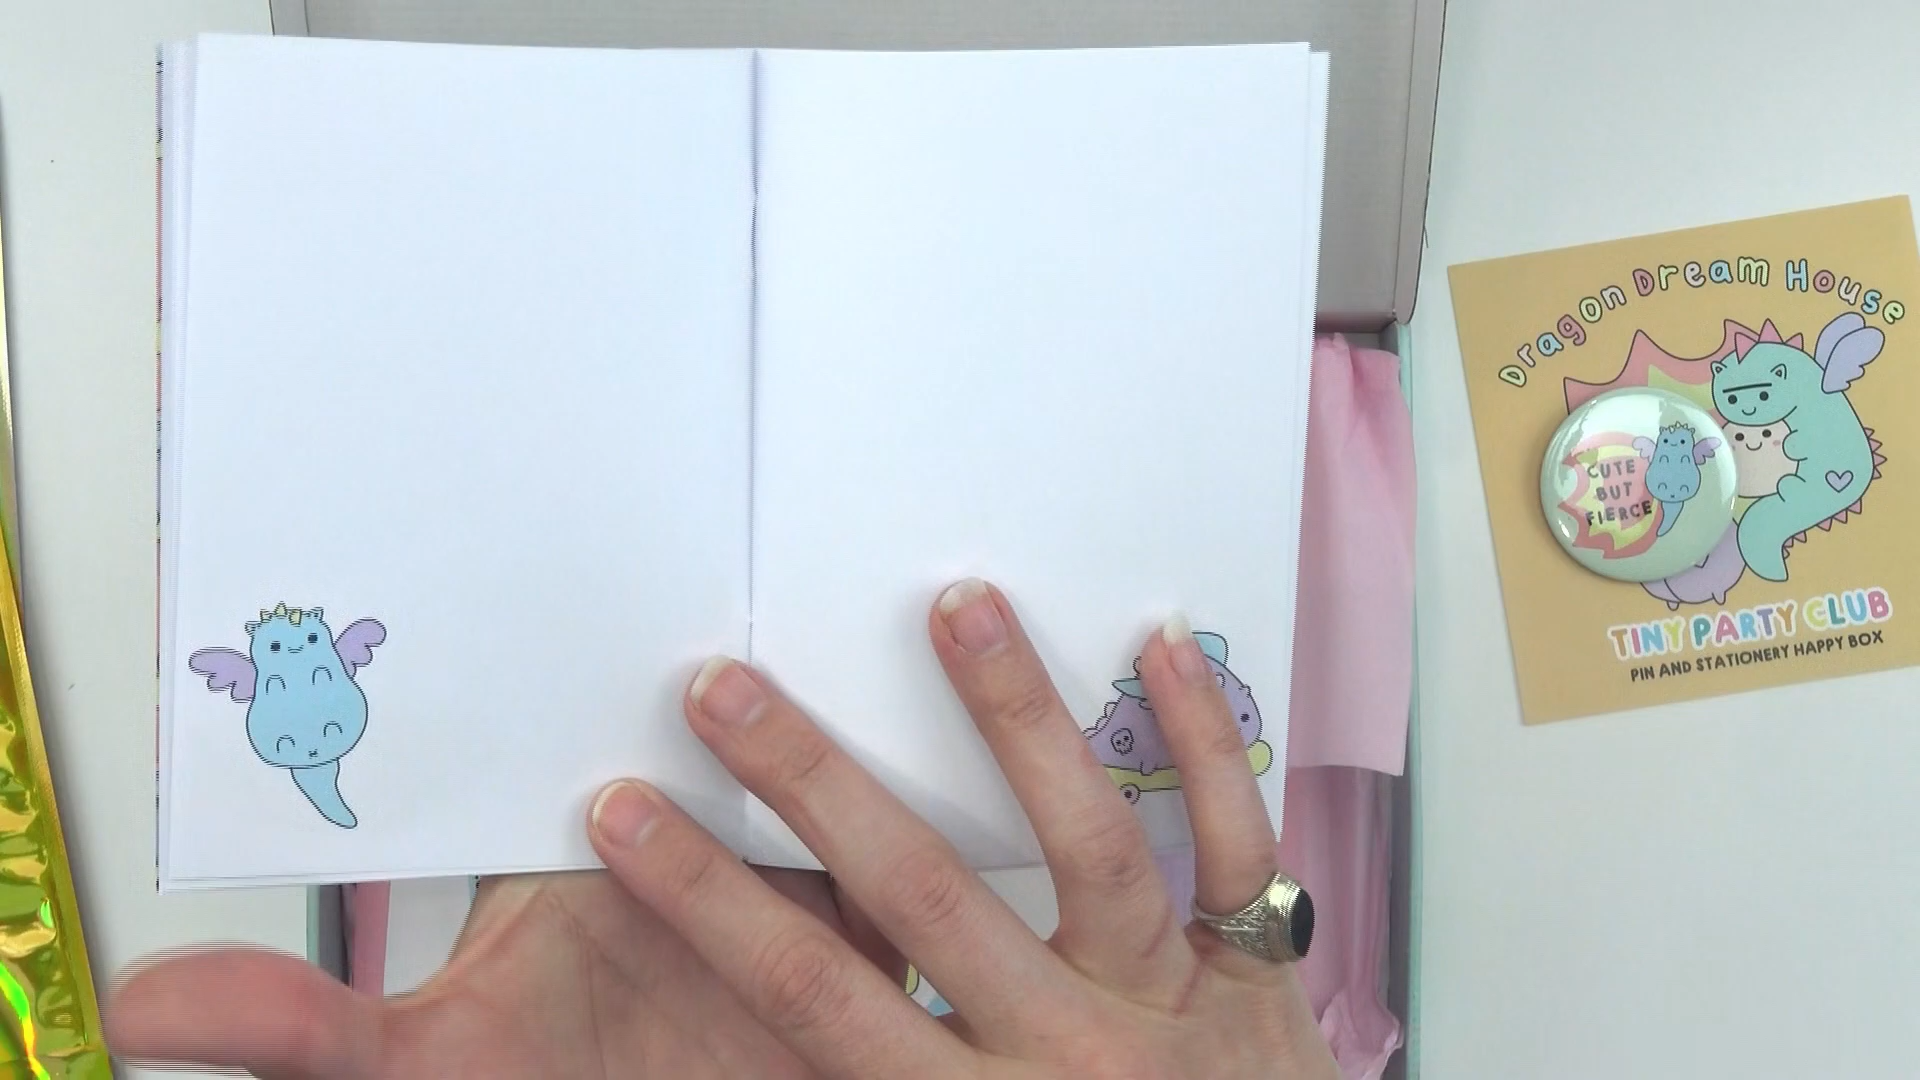 Dragon Dream House
CUTE
BUT
FIERCE
TINY PARTY CLUB
PIN AND STATIONERY HAPPY BOX